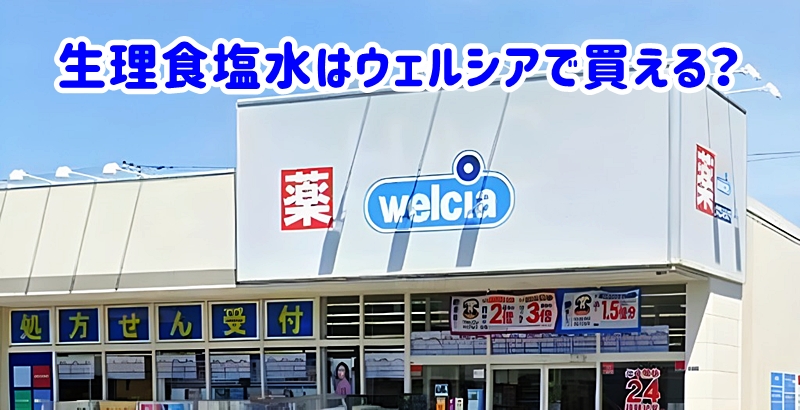 生理食塩水はウェルシアで買える?
薬
welcia
薬
処方せん受付
2倍
3倍
1.5倍分
24